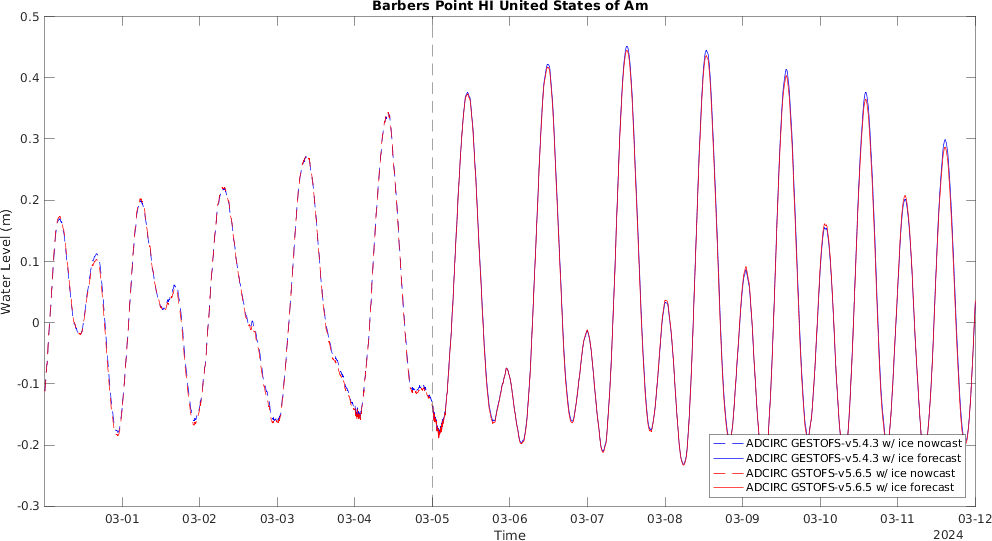 Barbers Point HI United States of Am
0.5
0.4
0.3
0.2
0.1
0
-0.1
-0.2
-0.3
Water Level (m)
ADCIRC GESTOFS-v5.4.3 w/ ice nowcast
ADCIRC GESTOFS-v5.4.3 w/ ice forecast
ADCIRC GSTOFS-v5.6.5 w/ ice nowcast
ADCIRC GSTOFS-v5.6.5 w/ ice forecast
03-01 03-02 03-03 03-04 03-05 03-06 03-07 03-08 03-09 03-10 03-11 03-12
Time
2024